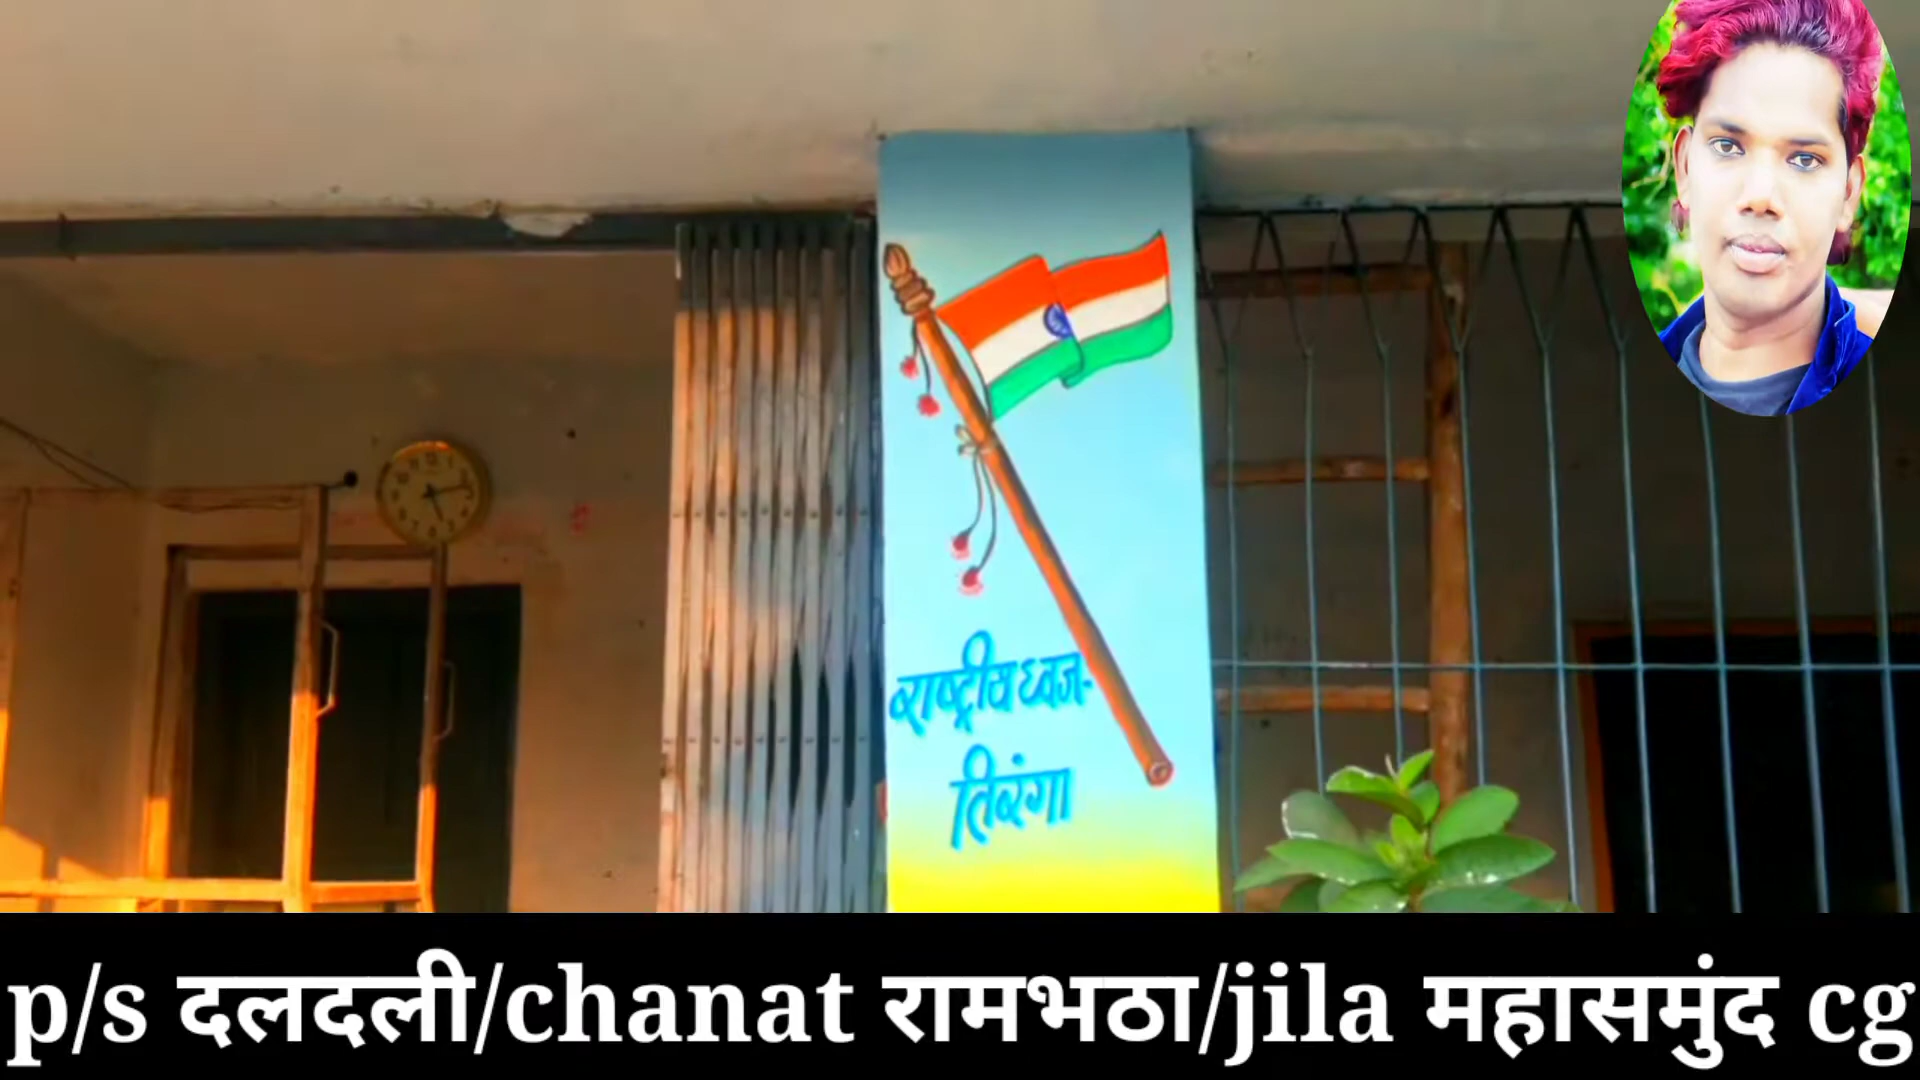 राष्ट्रीय ध्वज-
तिरंगा
p/s दलदली/chanat रामभठा/jila महासमुंद cg